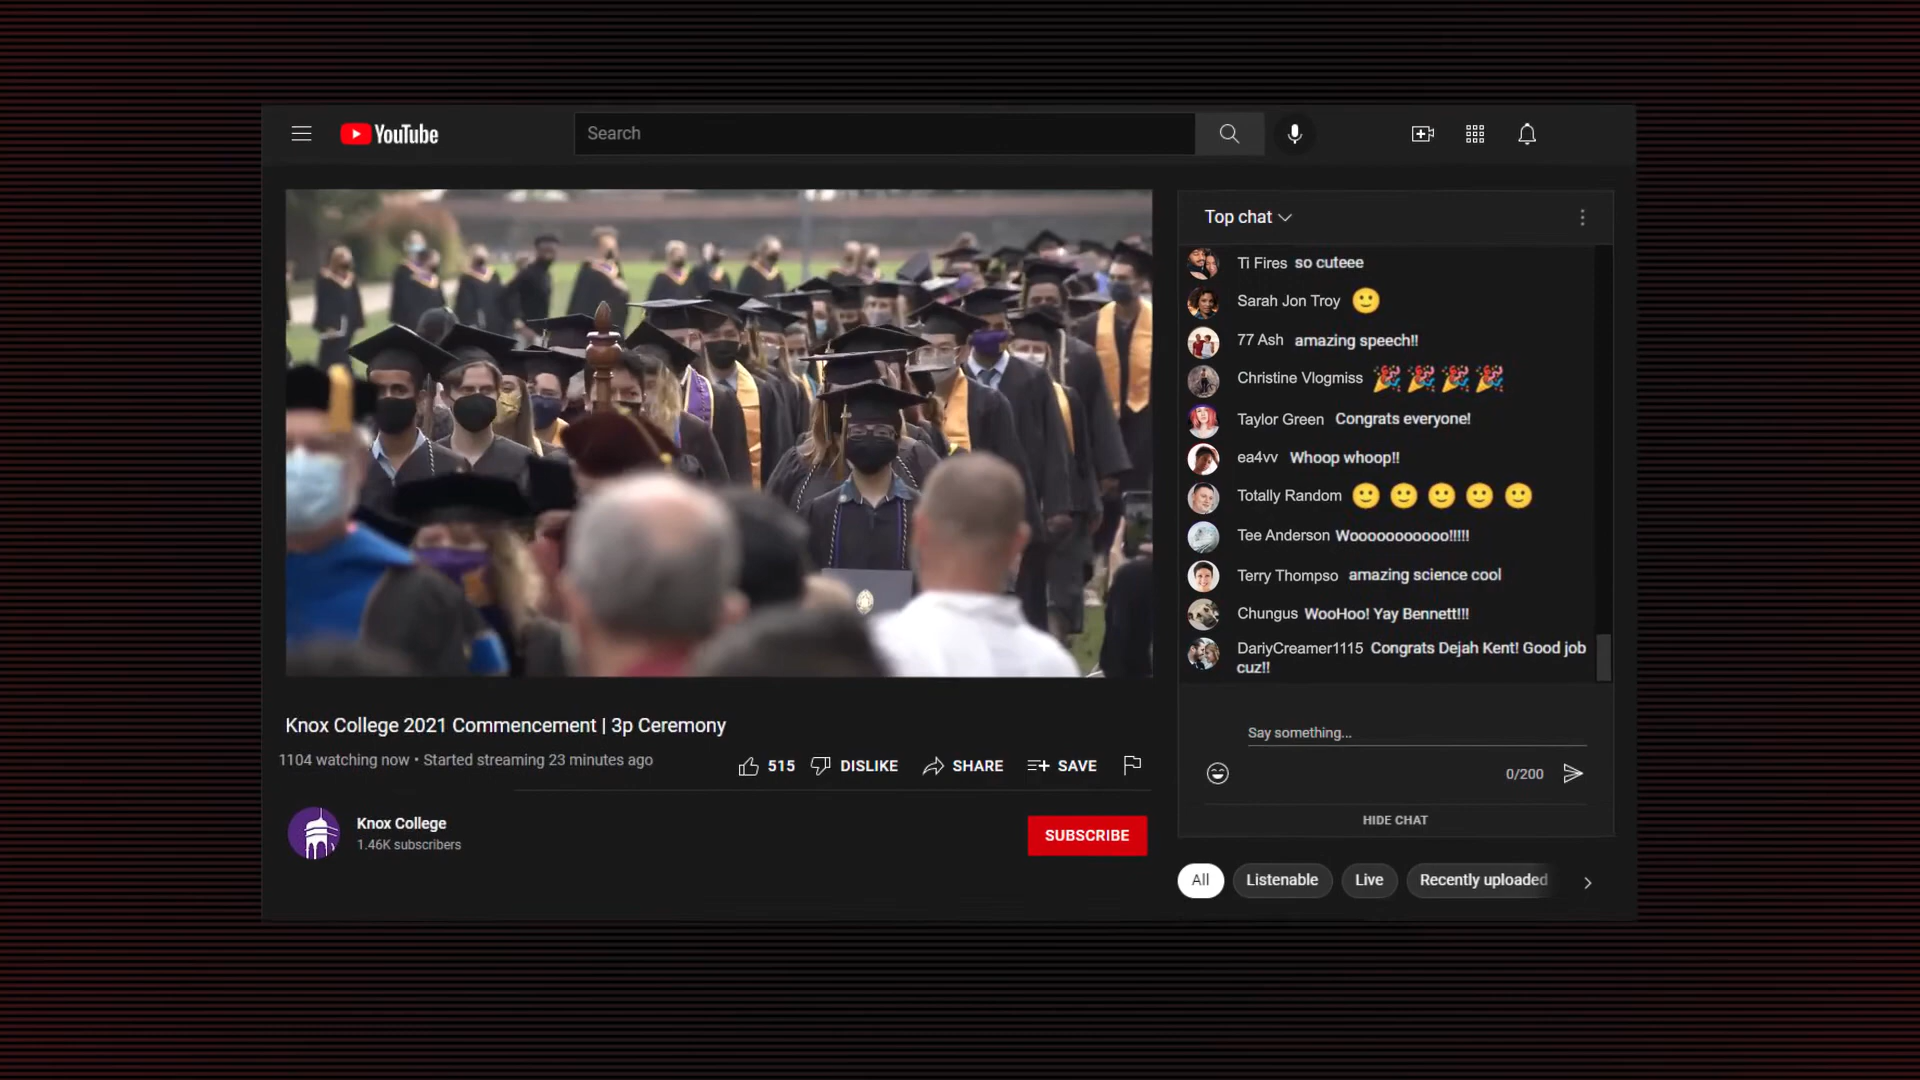 YouTube
Search
Top chat
Ti Fires so cuteee
Sarah Jon Troy
77 Ash amazing speech!!
Christine Vlogmiss
Taylor Green Congrats everyone!
ea4vv Whoop whoop!!
Totally Random
Tee Anderson Wooooooooooo!!!!!
Terry Thompso amazing science cool
Chungus WooHoo! Yay Bennett!!!
DariyCreamer1115 Congrats Dejah Kent! Good job
cuz!!
Say something...
0/200
HIDE CHAT
Knox College 2021 Commencement | 3p Ceremony
1104 watching now • Started streaming 23 minutes ago
515 DISLIKE SHARE SAVE
Knox College
1.46K subscribers
SUBSCRIBE
All Listenable Live Recently uploaded